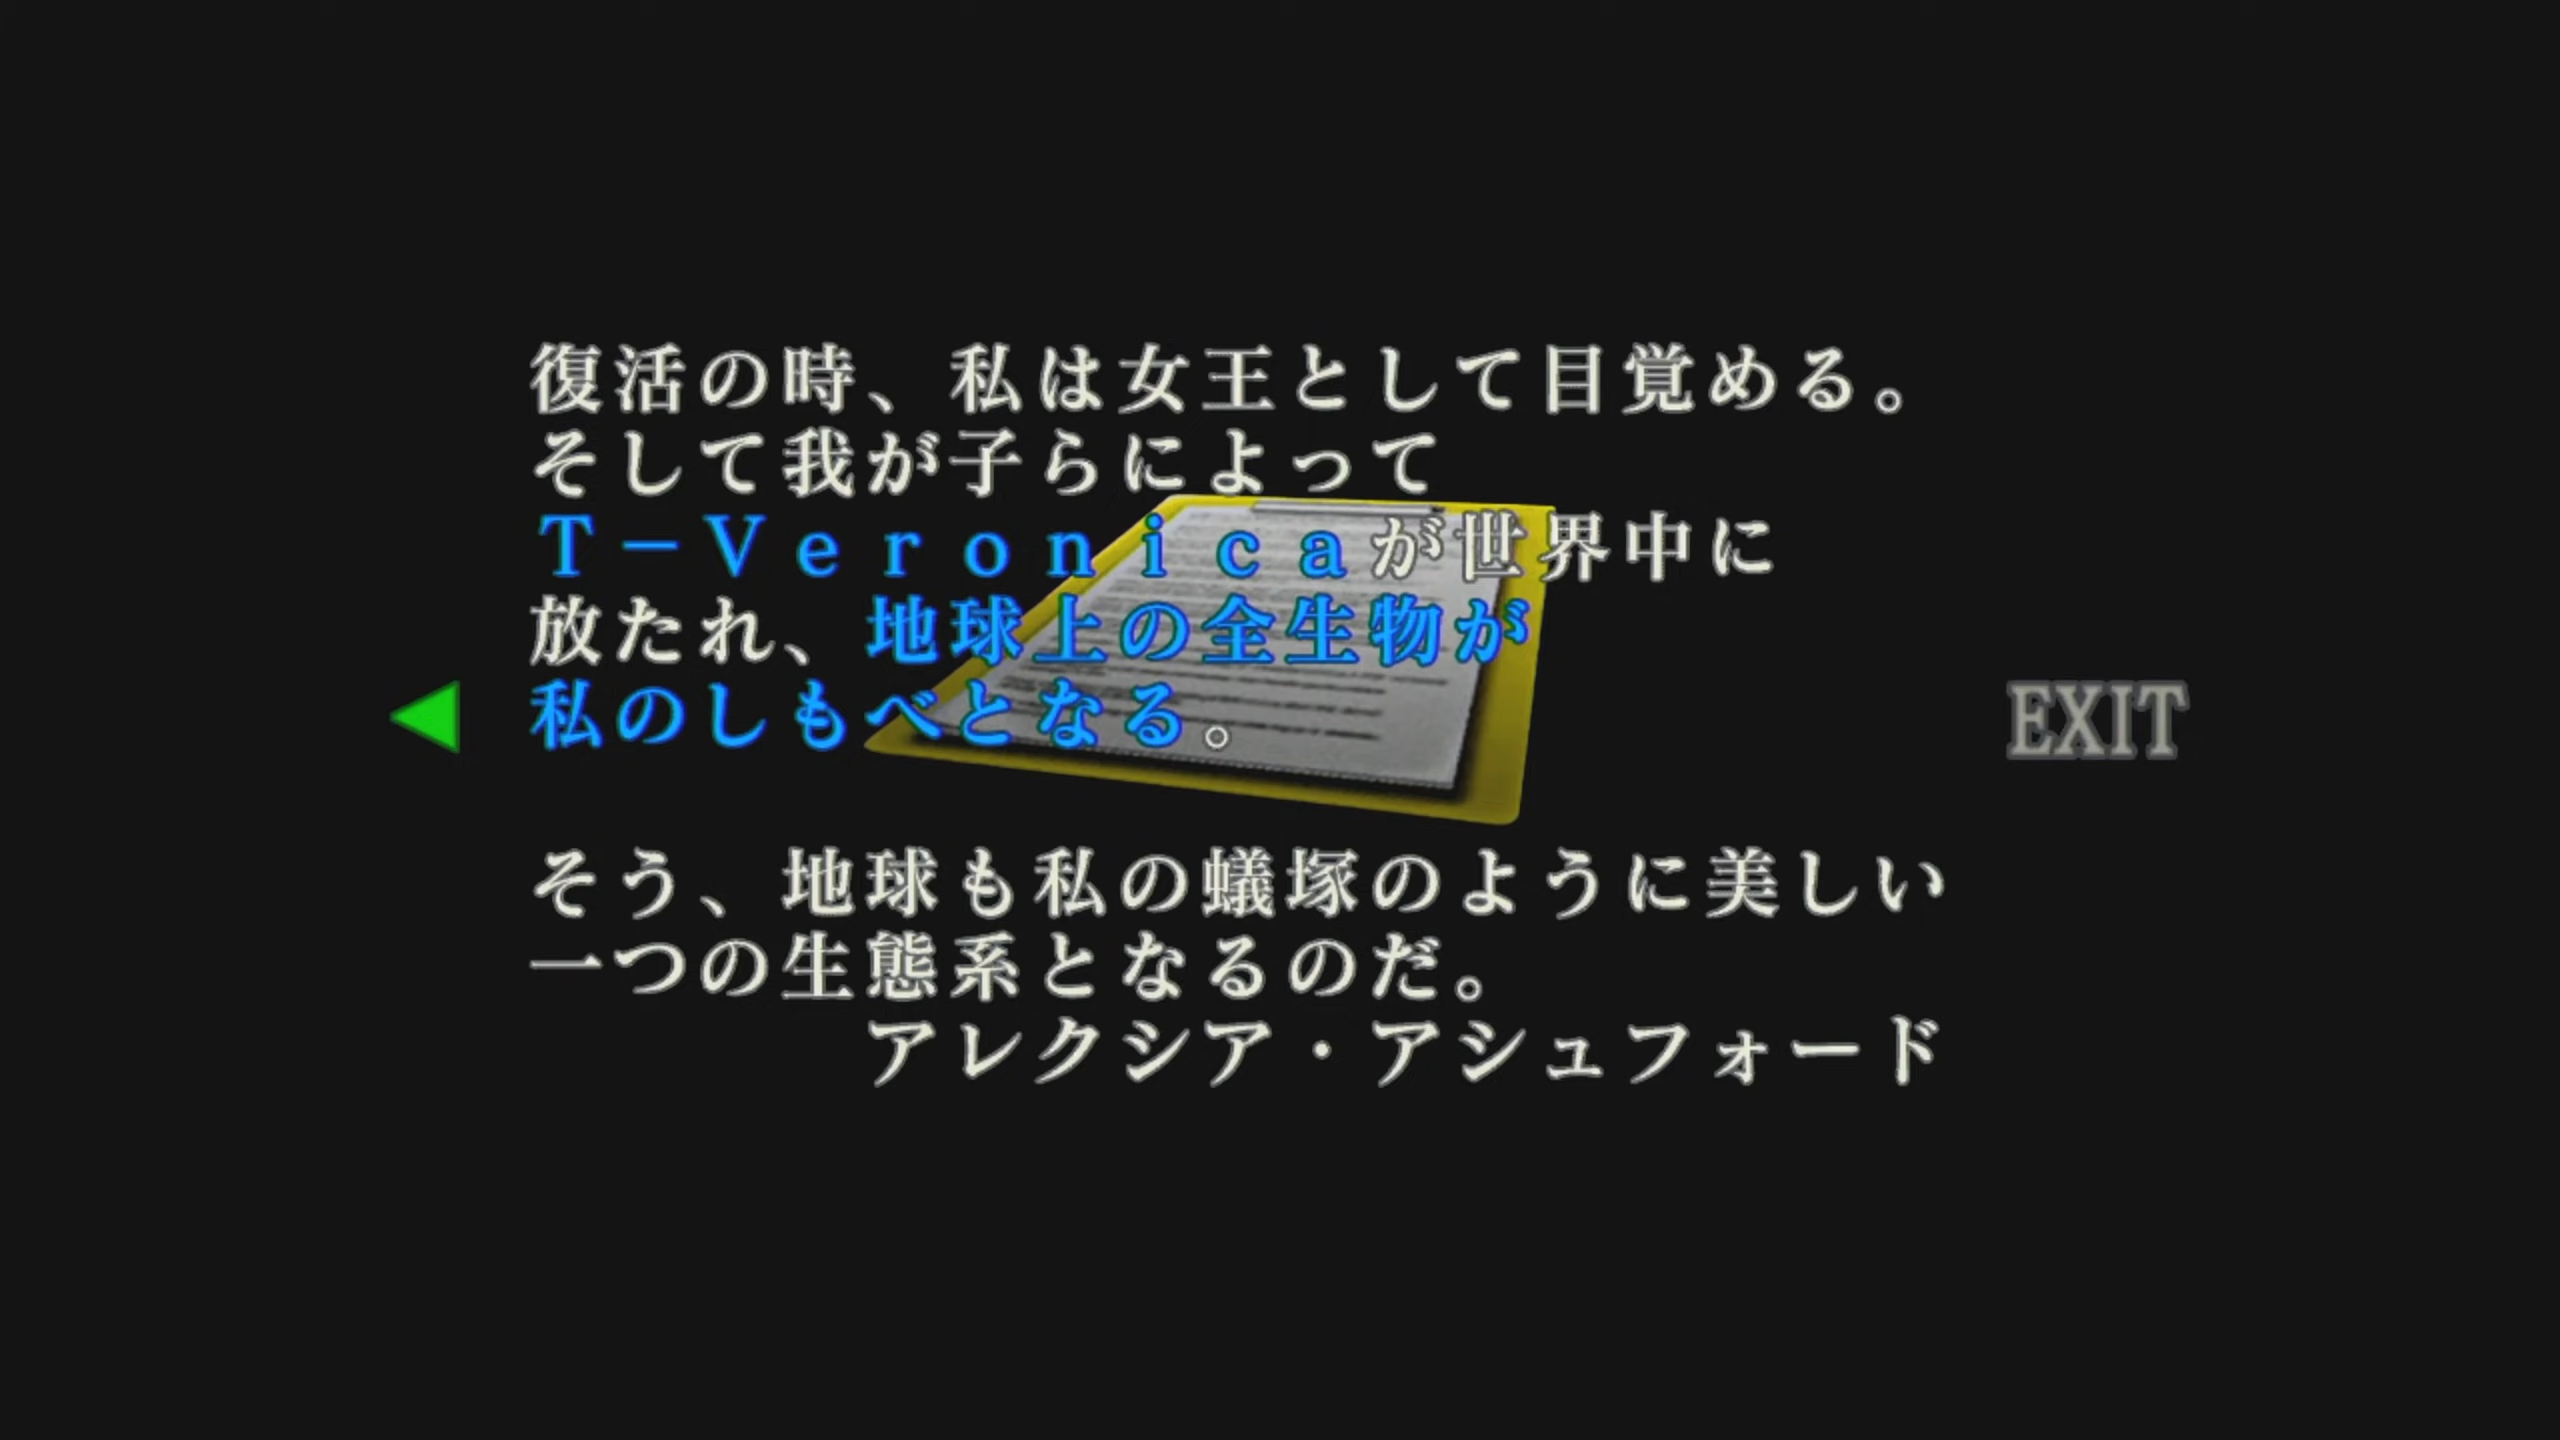 復活の時、私は女王として目覚める。
そして我が子らによって
Ｔ－Ｖｅｒｏｎｉｃａが世界中に
放たれ、地球上の全生物が
私のしもべとなる。
EXIT
そう、地球も私の蟻塚のように美しい
一つの生態系となるのだ。
アレクシア・アシュフォード